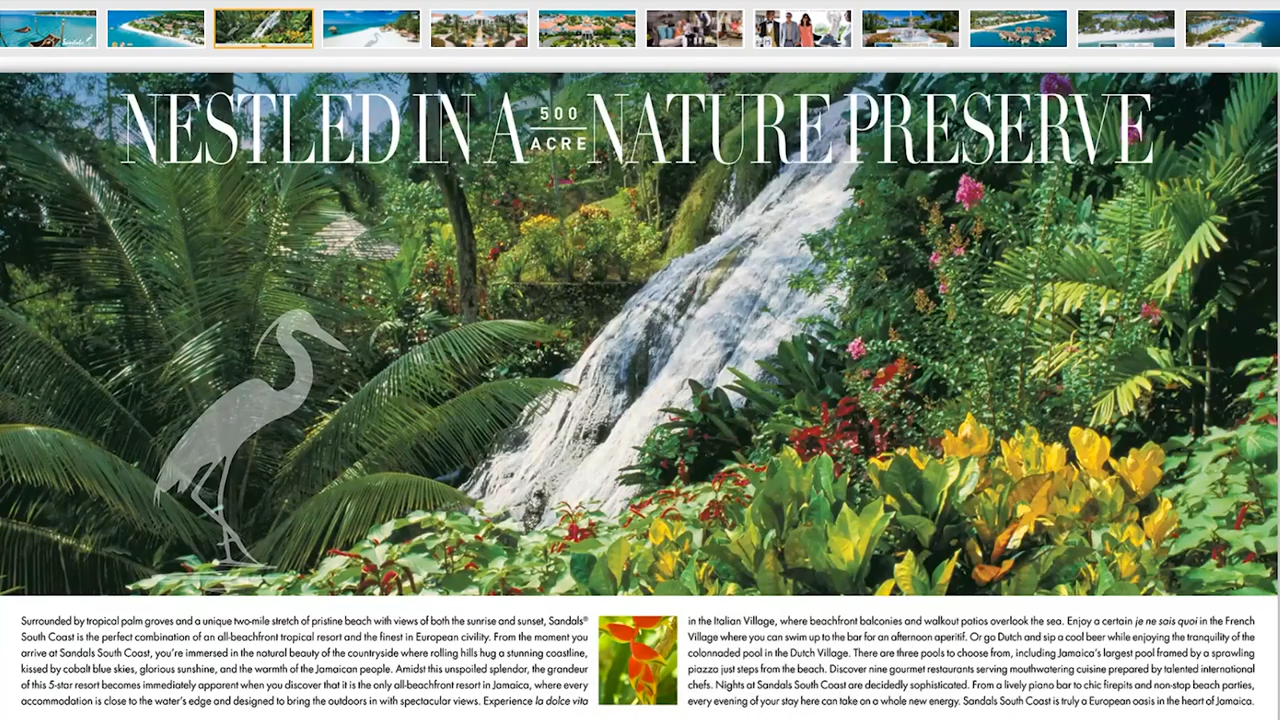 Sandals
NESTLED IN A 500 ACRE NATURE PRESERVE
Surrounded by tropical palm groves and a unique two-mile stretch of pristine beach with views of both the sunrise and sunset, Sandals®
South Coast is the perfect combination of an all-beachfront tropical resort and the finest in European civility. From the moment you
arrive at Sandals South Coast, you're immersed in the natural beauty of the countryside where rolling hills hug a stunning coastline,
kissed by cobalt blue skies, glorious sunshine, and the warmth of the Jamaican people. Amidst this unspoiled splendor, the grandeur
of this 5-star resort becomes immediately apparent when you discover that it is the only all-beachfront resort in Jamaica, where every
accommodation is close to the water's edge and designed to bring the outdoors in with spectacular views. Experience la dolce vita
in the Italian Village, where beachfront balconies and walkout patios overlook the sea. Enjoy a certain je ne sais quoi in the French
Village where you can swim up to the bar for an afternoon aperitif. Or go Dutch and sip a cool beer while enjoying the tranquility of the
colonnaded pool in the Dutch Village. There are three pools to choose from, including Jamaica's largest pool framed by a sprawling
piazza just steps from the beach. Discover nine gourmet restaurants serving mouthwatering cuisine prepared by talented international
chefs. Nights at Sandals South Coast are decidedly sophisticated. From a lively piano bar to chic firepits and non-stop beach parties,
every evening of your stay here can take on a whole new energy. Sandals South Coast is truly a European oasis in the heart of Jamaica.